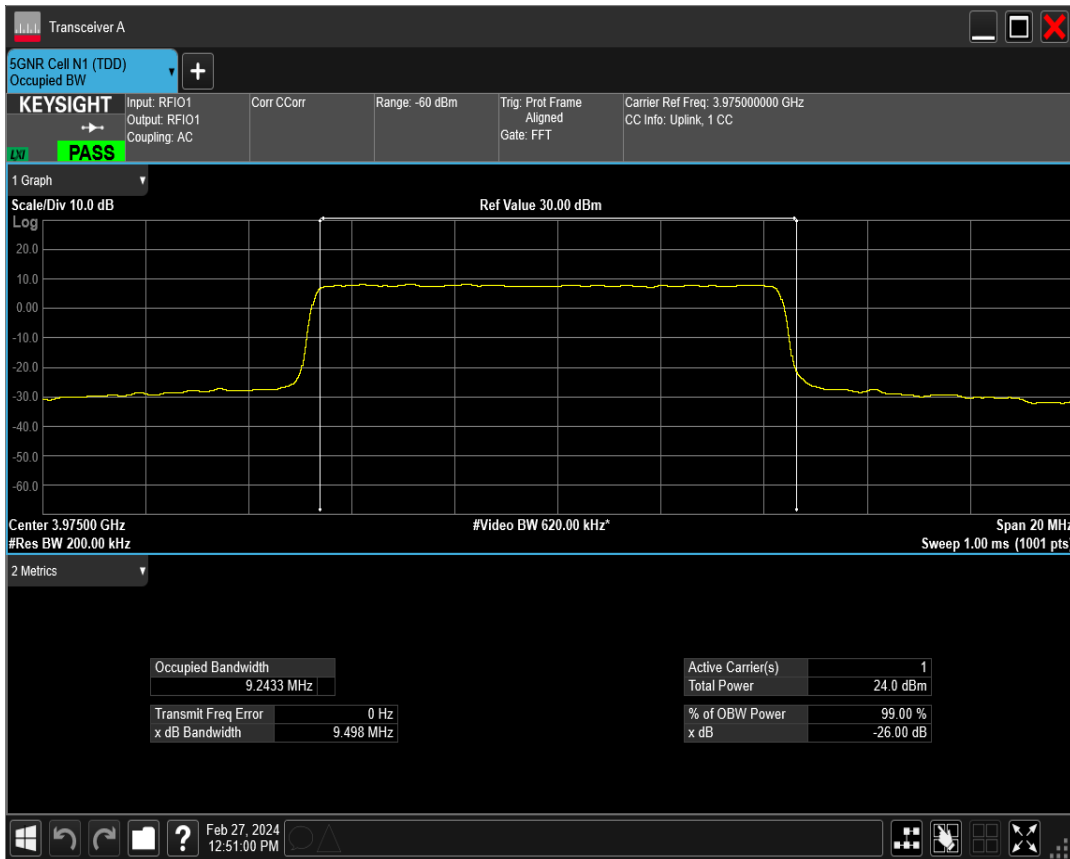 Transceiver A
5GNR Cell N1 (TDD)
Occupied BW
+
KEYSIGHT
LXI
PASS
Input: RFIO1
Output: RFIO1
Coupling: AC
Corr CCorr
Range: -60 dBm
Trig: Prot Frame
Aligned
Gate: FFT
Carrier Ref Freq: 3.975000000 GHz
CC Info: Uplink, 1 CC
1 Graph
Scale/Div 10.0 dB
Ref Value 30.00 dBm
Log
20.0
10.0
0.00
-10.0
-20.0
-30.0
-40.0
-50.0
-60.0
Center 3.97500 GHz
#Video BW 620.00 kHz*
Span 20 MHz
#Res BW 200.00 kHz
Sweep 1.00 ms (1001 pts)
2 Metrics
Occupied Bandwidth
9.2433 MHz
Transmit Freq Error 0 Hz
x dB Bandwidth 9.498 MHz
Active Carrier(s) 1
Total Power 24.0 dBm
% of OBW Power 99.00 %
x dB -26.00 dB
?
Feb 27, 2024
12:51:00 PM